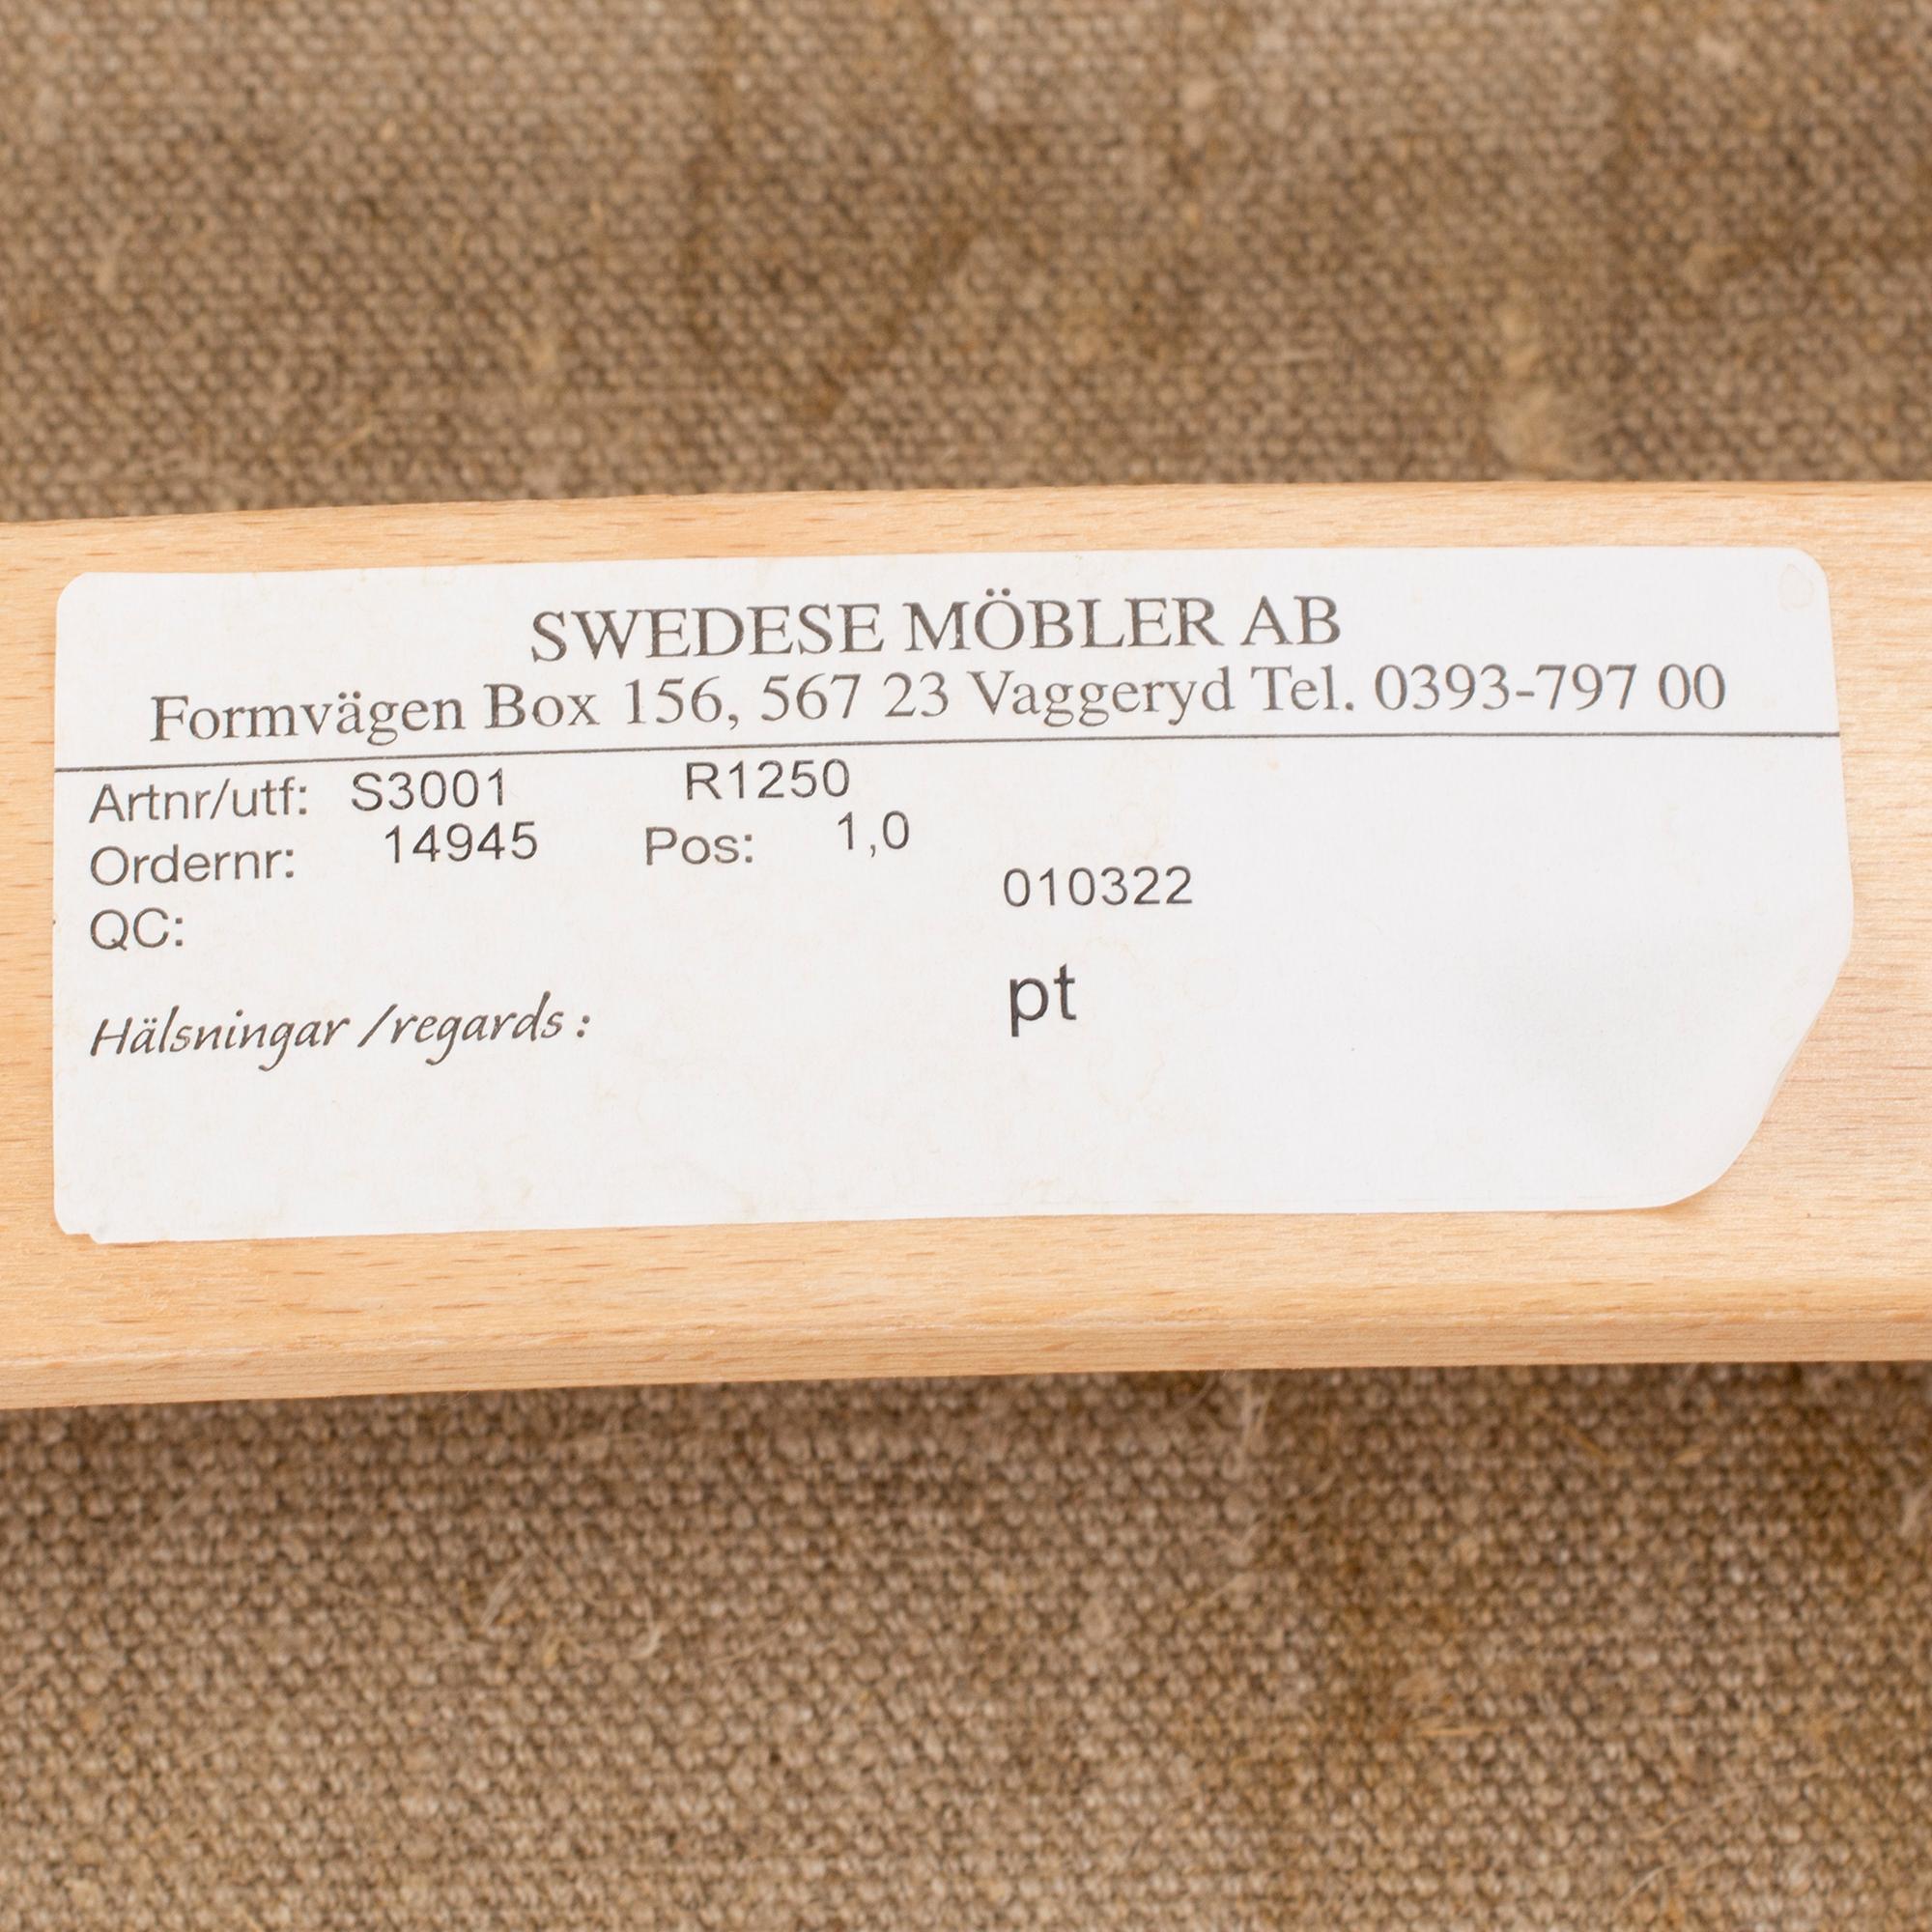 SWEDESE MÖBLER AB
Formvägen Box 156, 567 23 Vaggeryd Tel. 0393-797 00
Artnr/utf: S3001 R1250
Ordernr: 14945 Pos: 1,0
010322
QC:
pt
Hälsningar /regards :